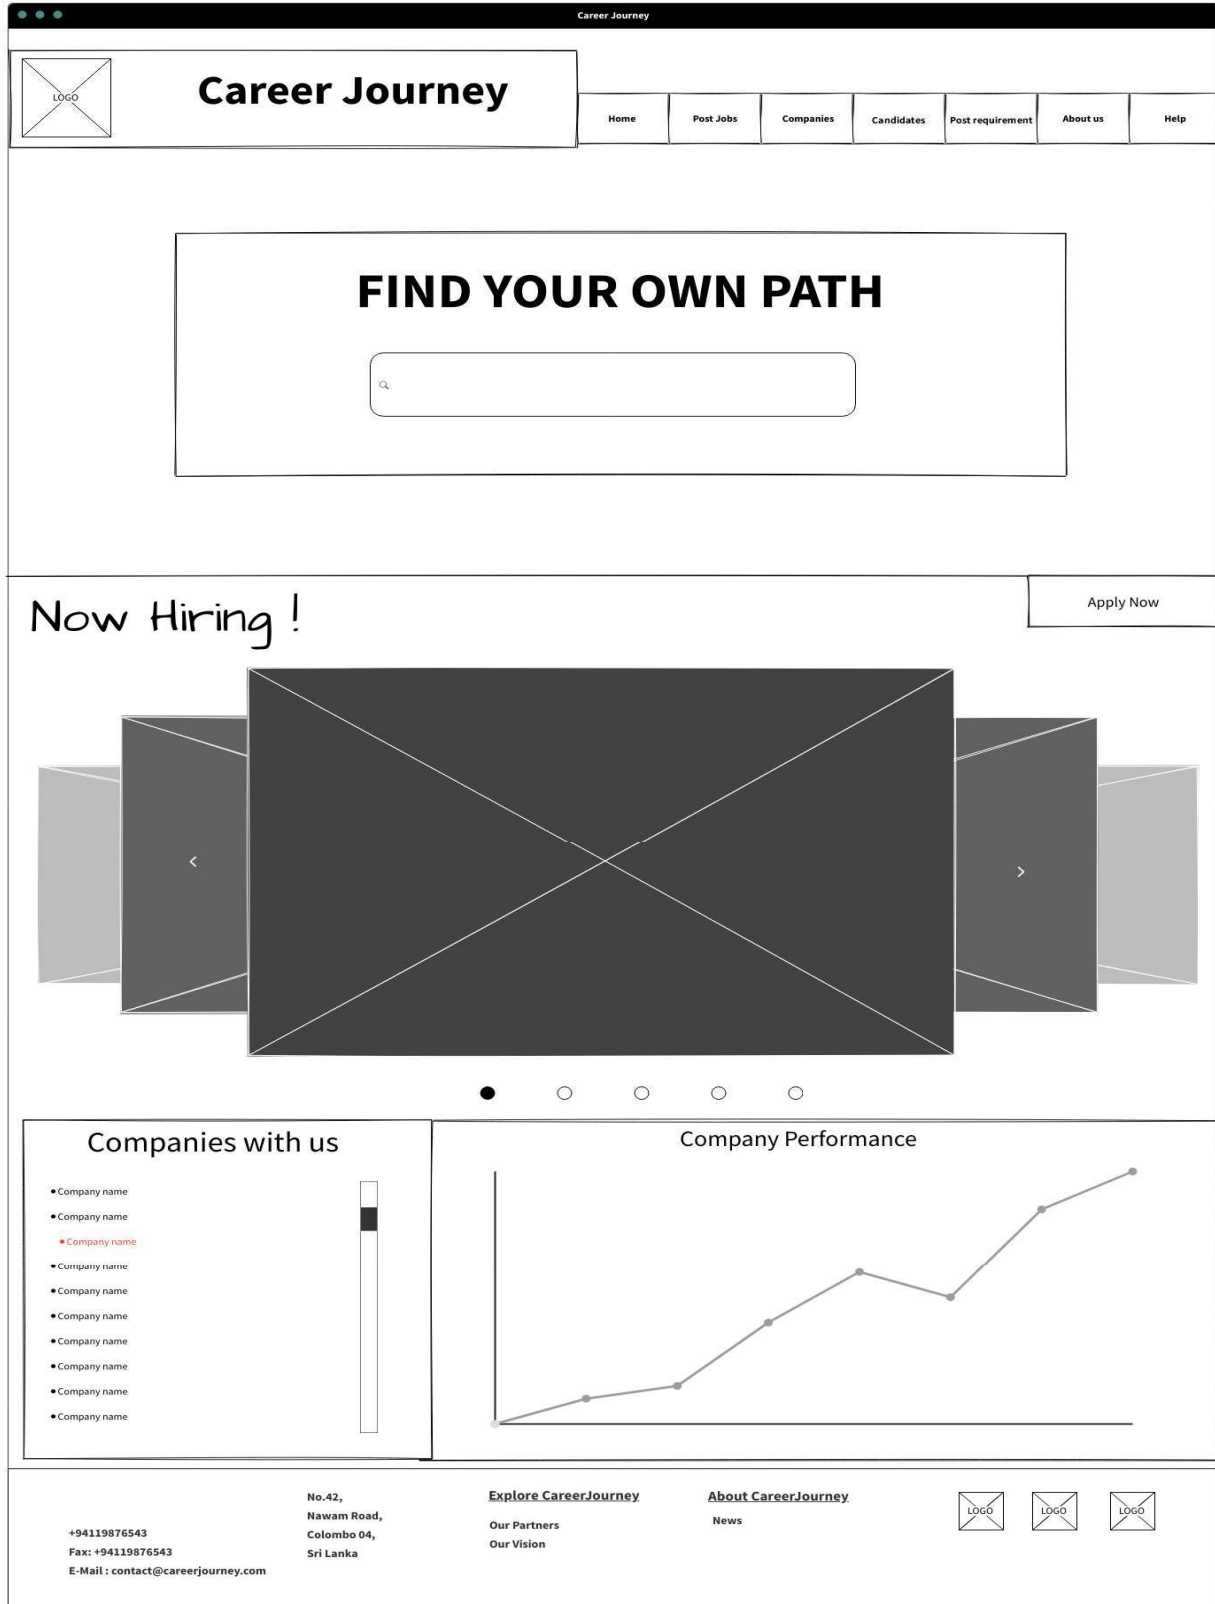 Career Journey
LOGO
Career Journey
Home
Post Jobs
Companies
Candidates
Post requirement
About us
Help
FIND YOUR OWN PATH
Now Hiring !
Apply Now
Companies with us
Company name
Company name
Company name
Company name
Company name
Company name
Company name
Company name
Company name
Company name
Company Performance
+94119876543
Fax: +94119876543
E-Mail : contact@careerjourney.com
No.42,
Nawam Road,
Colombo 04,
Sri Lanka
Explore CareerJourney
Our Partners
Our Vision
About CareerJourney
News
LOGO
LOGO
LOGO